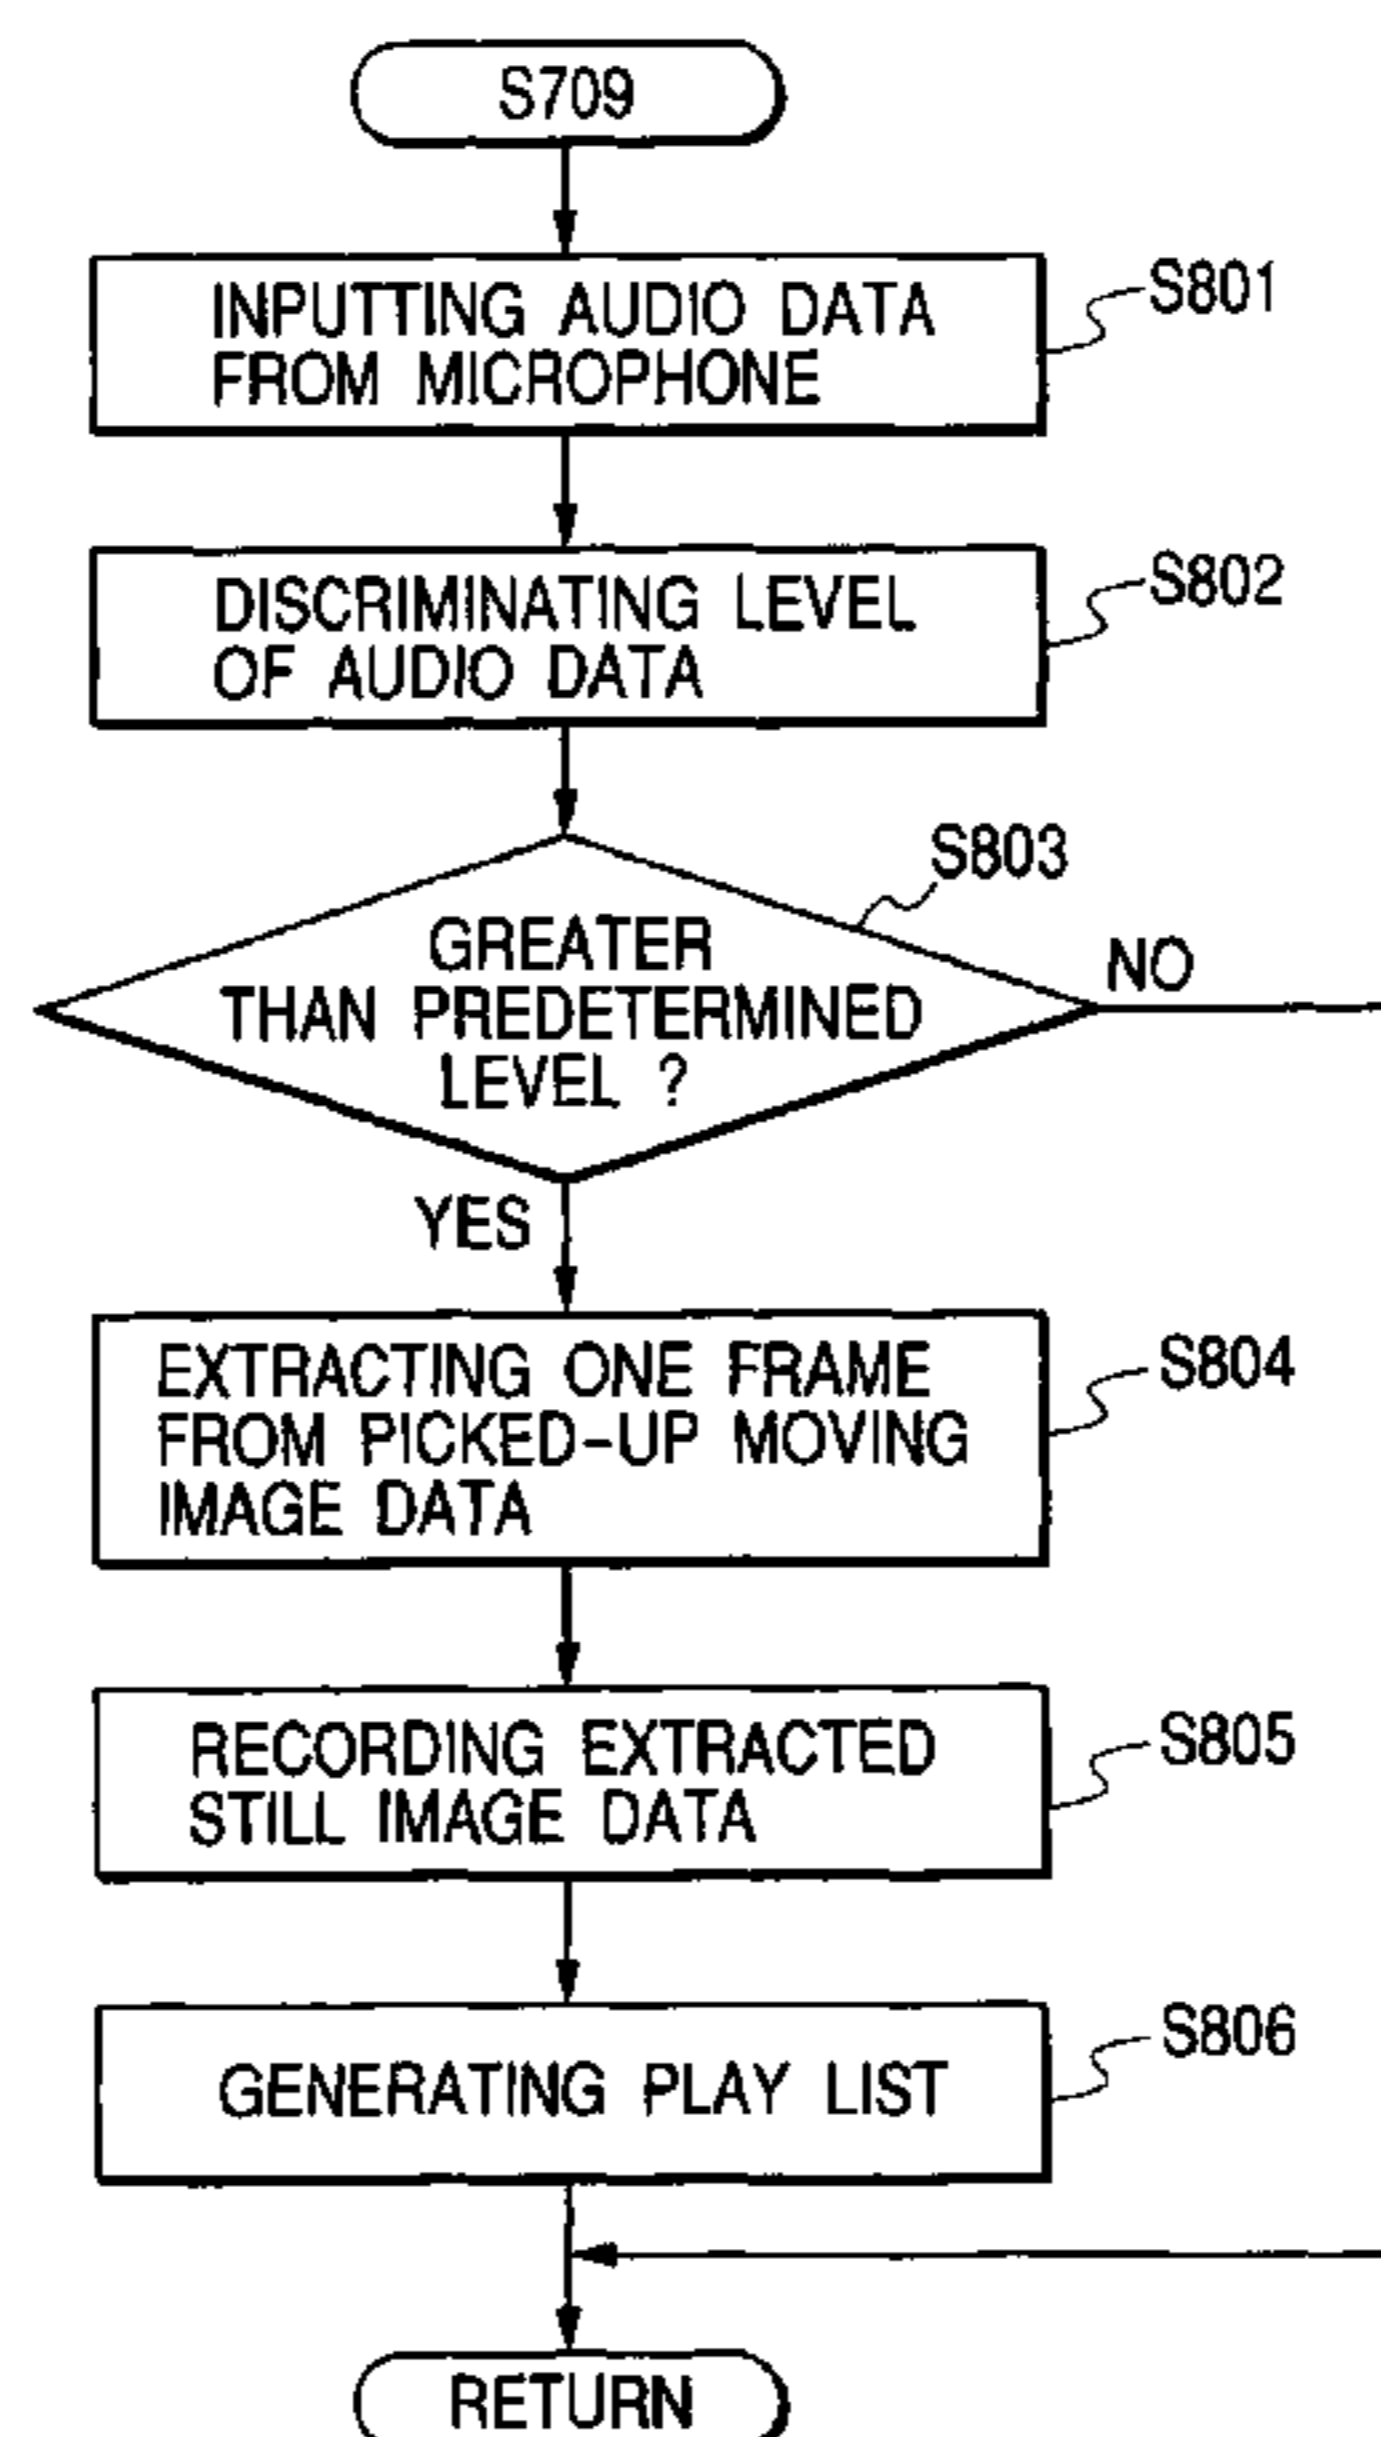 S709
INPUTTING AUDIO DATA
FROM MICROPHONE
S801
DISCRIMINATING LEVEL
OF AUDIO DATA
S802
S803
GREATER
THAN PREDETERMINED
LEVEL ?
NO
YES
EXTRACTING ONE FRAME
FROM PICKED-UP MOVING
IMAGE DATA
S804
RECORDING EXTRACTED
STILL IMAGE DATA
S805
GENERATING PLAY LIST
S806
RETURN